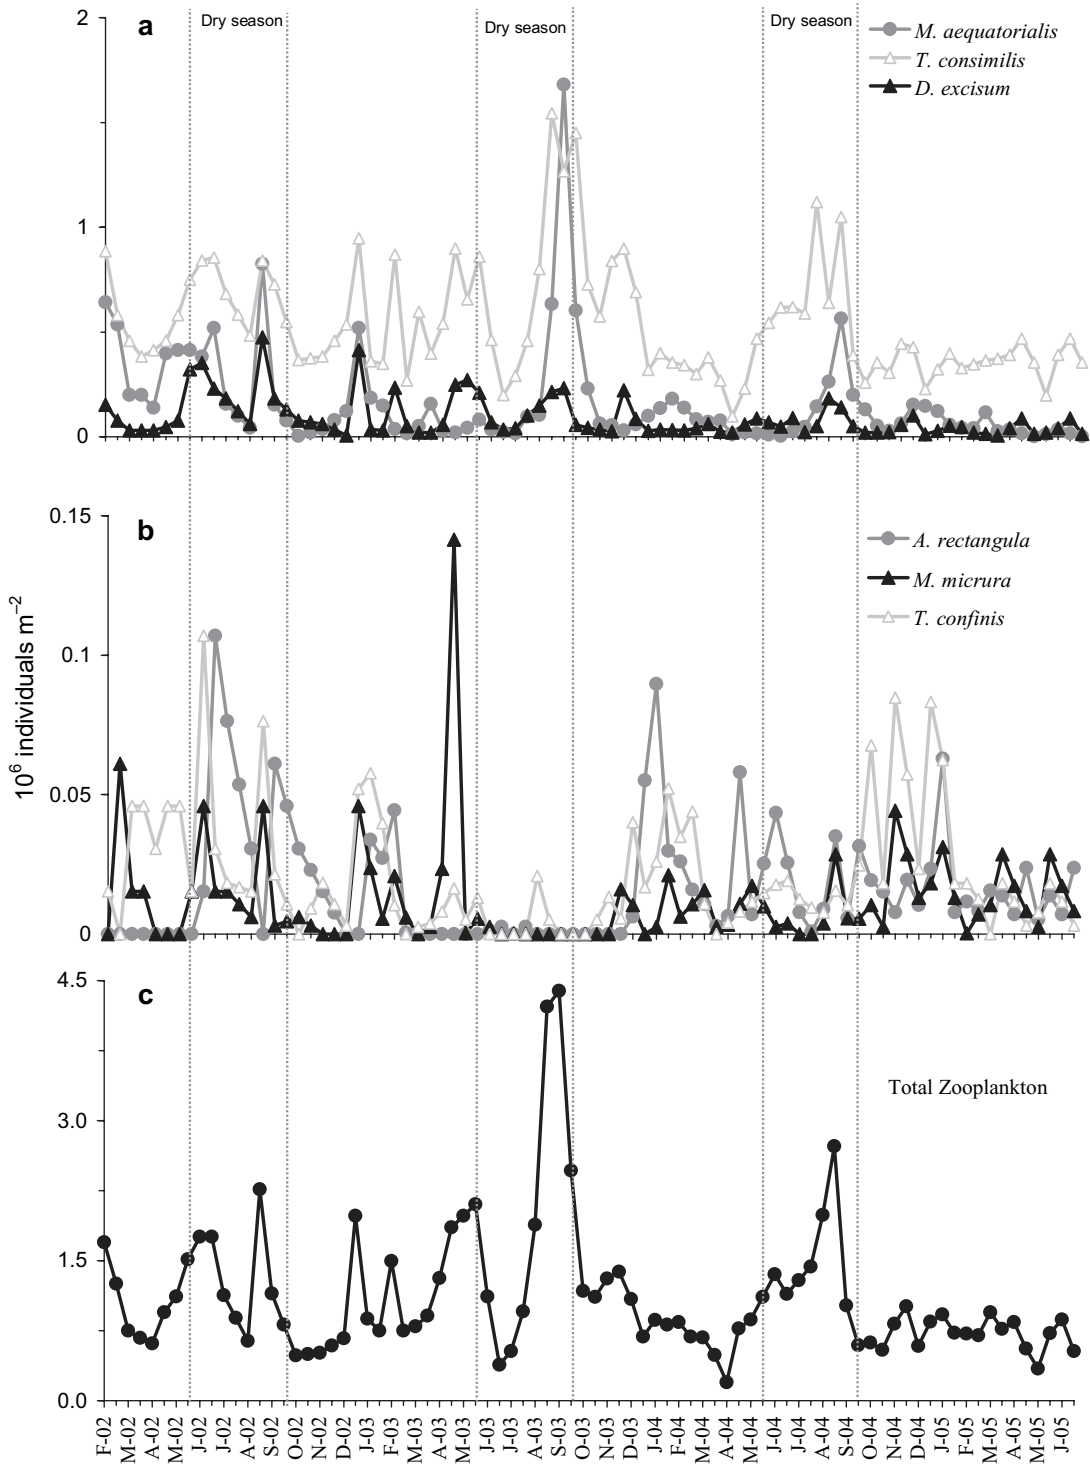 2
a
Dry season
Dry season
Dry season
M. aequatorialis
T. consimilis
D. excisum
1
0
0.15
b
A. rectangula
M. micrura
T. confinis
0.1
10⁶ individuals m⁻²
0.05
0
4.5
c
Total Zooplankton
3.0
1.5
0.0
F-02
M-02
A-02
M-02
J-02
J-02
A-02
S-02
O-02
N-02
D-02
J-03
F-03
M-03
A-03
M-03
J-03
J-03
A-03
S-03
O-03
N-03
D-03
J-04
F-04
M-04
A-04
M-04
J-04
J-04
A-04
S-04
O-04
N-04
D-04
J-05
F-05
M-05
A-05
M-05
J-05